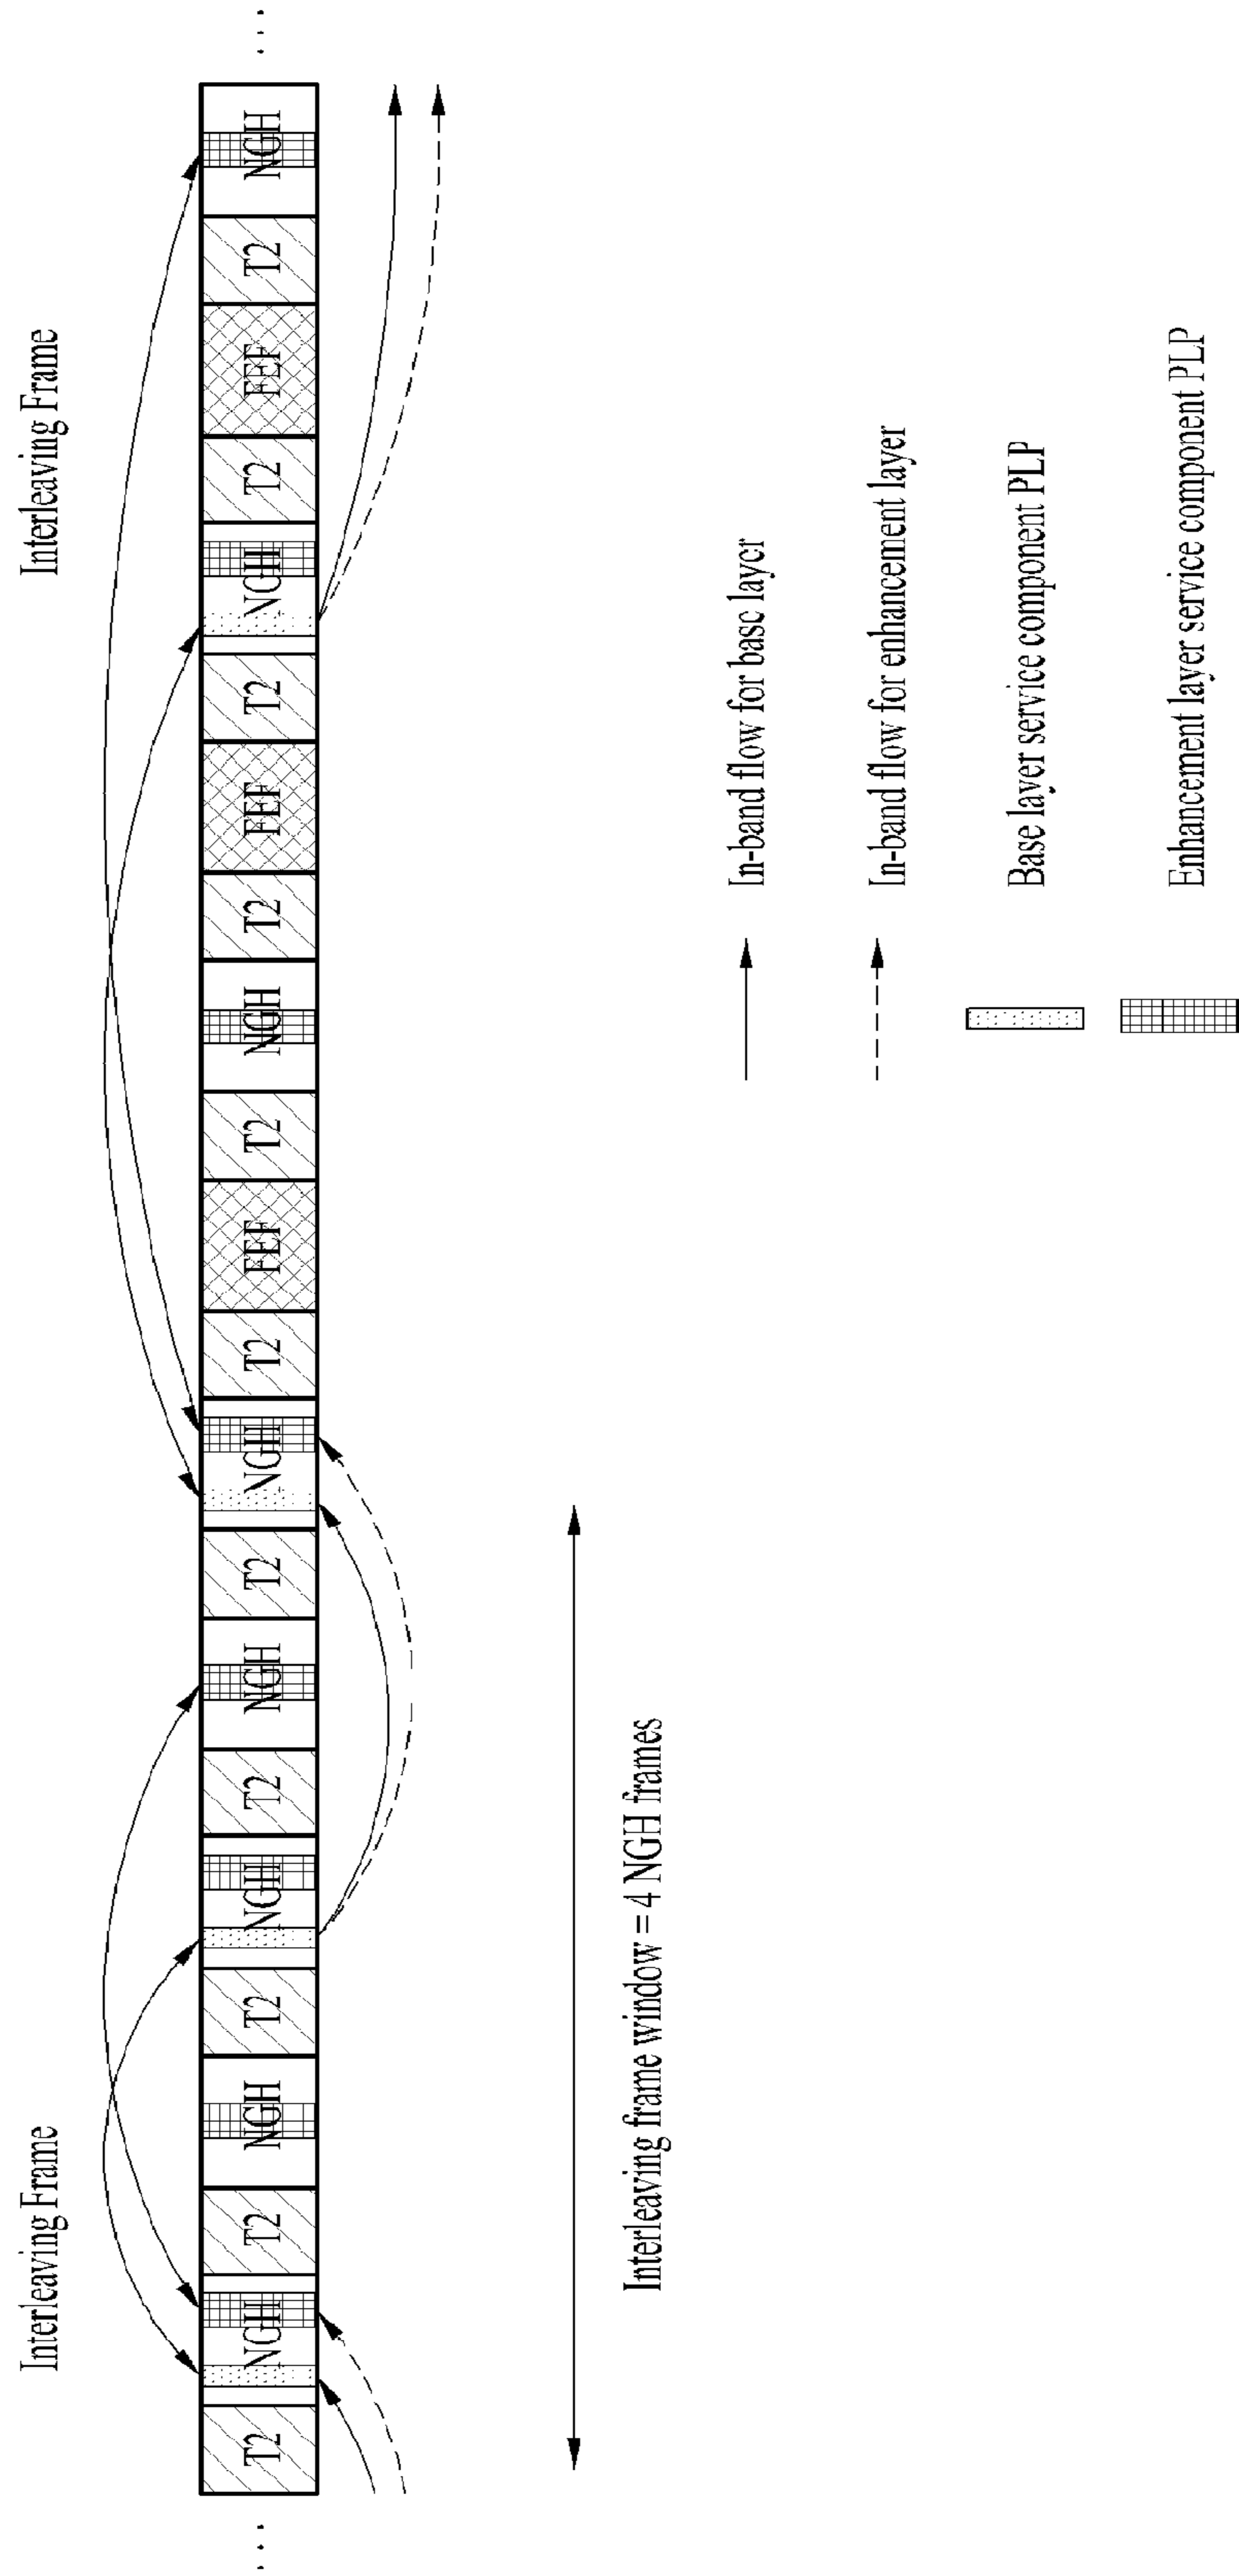 Interleaving Frame Interleaving Frame
... T2 NGH T2 NGH T2 NGH T2 NGH T2 NGH T2 FEF T2 NGH T2 FEF T2 NGH T2 FEF T2 NGH ...
Interleaving frame window = 4 NGH frames
In-band flow for base layer
In-band flow for enhancement layer
Base layer service component PLP
Enhancement layer service component PLP